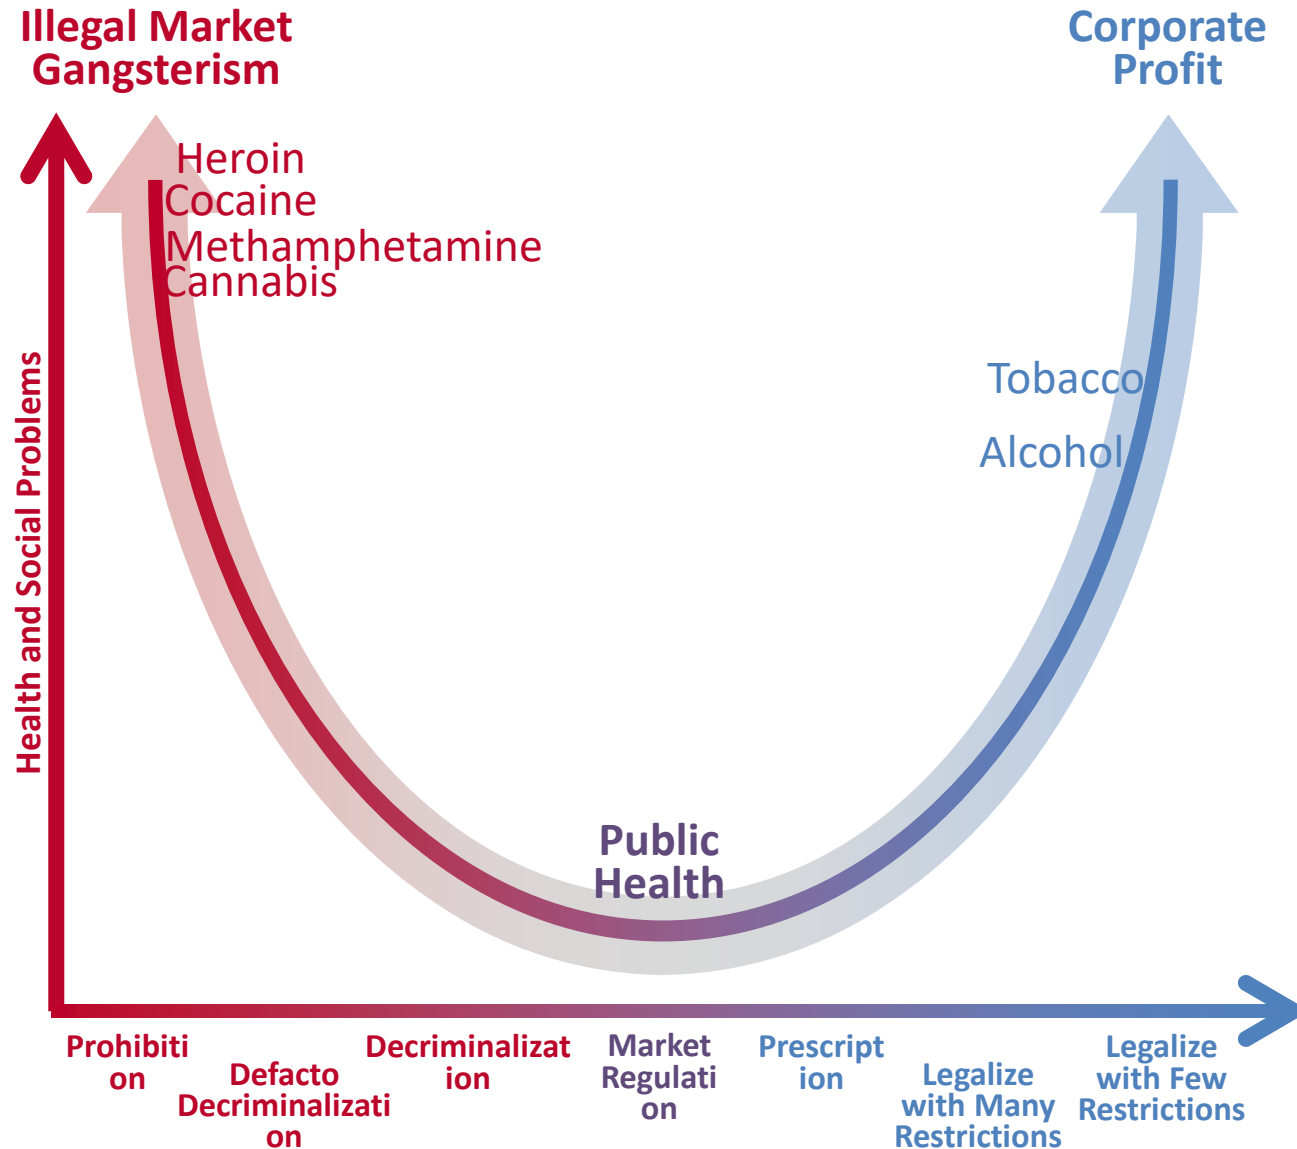 Illegal Market
Gangsterism
Corporate
Profit
Heroin
Cocaine
Methamphetamine
Cannabis
Tobacco
Alcohol
Health and Social Problems
Public
Health
Prohibiti
on
Defacto
Decriminalizati
on
Decriminalizat
ion
Market
Regulati
on
Prescript
ion
Legalize
with Many
Restrictions
Legalize
with Few
Restrictions